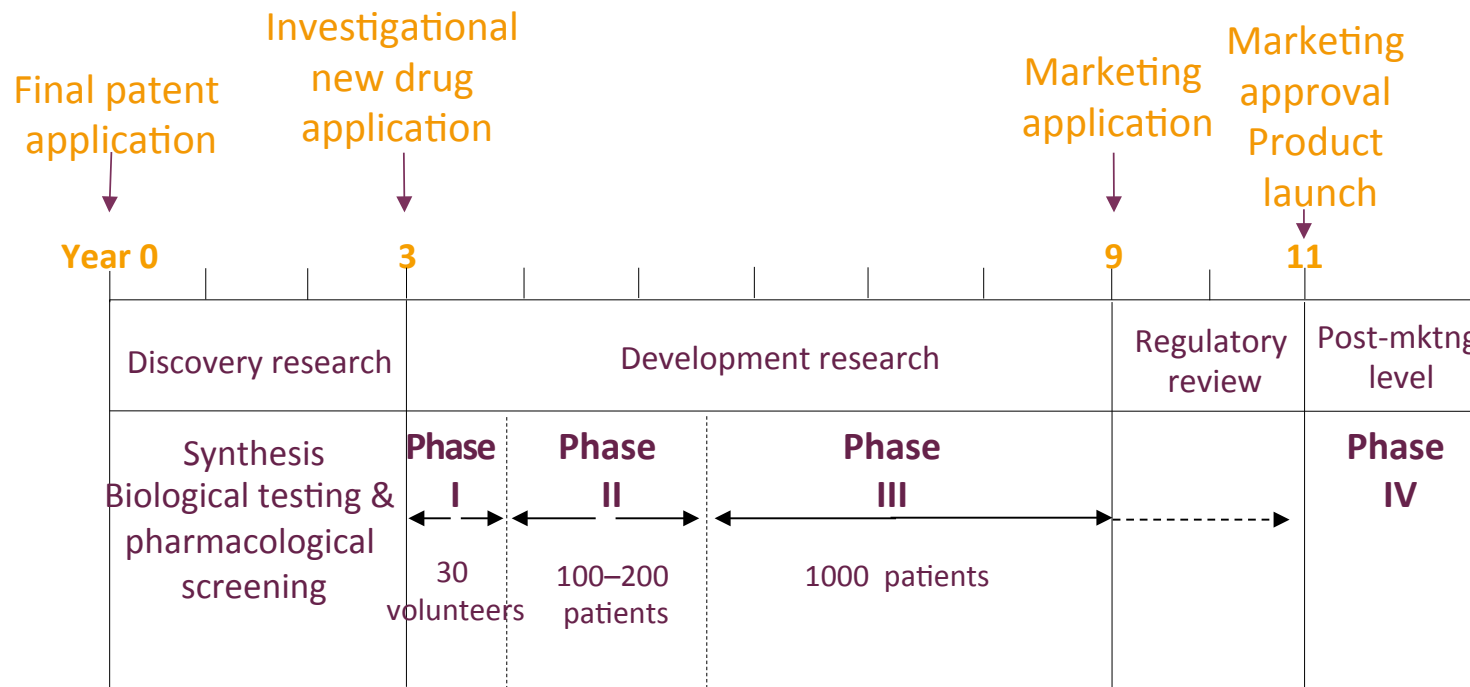 Final patent
application
Investigational
new drug
application
Marketing
application
Marketing
approval
Product
launch
Year 0
3
9
11
Discovery research
Development research
Regulatory
review
Post-mktng
level
Synthesis
Biological testing &
pharmacological
screening
Phase
I
30
volunteers
Phase
II
100–200
patients
Phase
III
1000 patients
Phase
IV